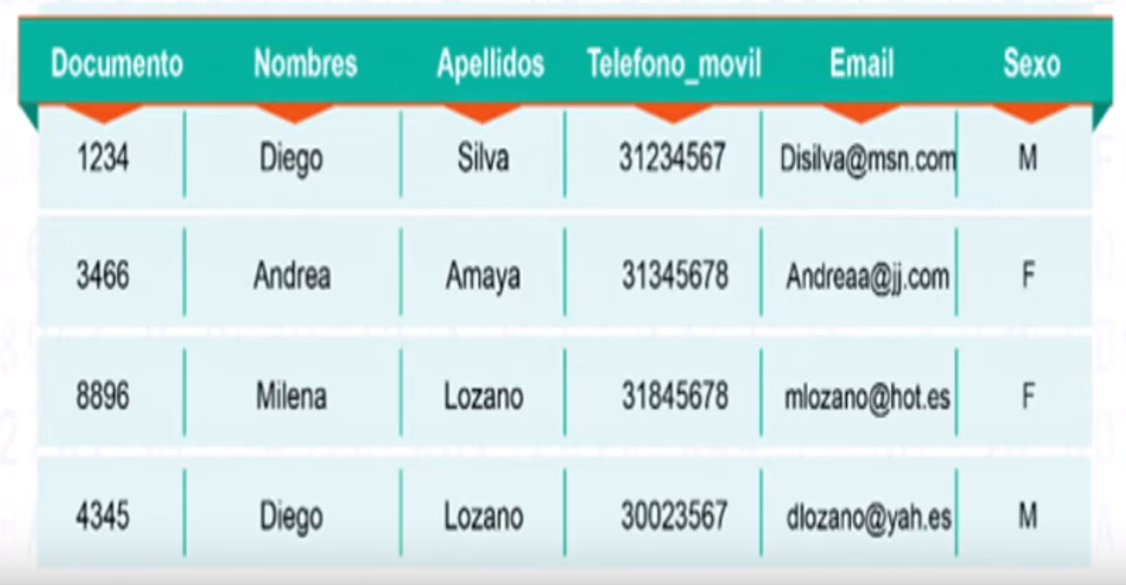 Documento Nombres Apellidos Telefono_movil Email Sexo
1234 Diego Silva 31234567 Disilva@msn.com M
3466 Andrea Amaya 31345678 Andreaa@jj.com F
8896 Milena Lozano 31845678 mlozano@hot.es F
4345 Diego Lozano 30023567 dlozano@yah.es M